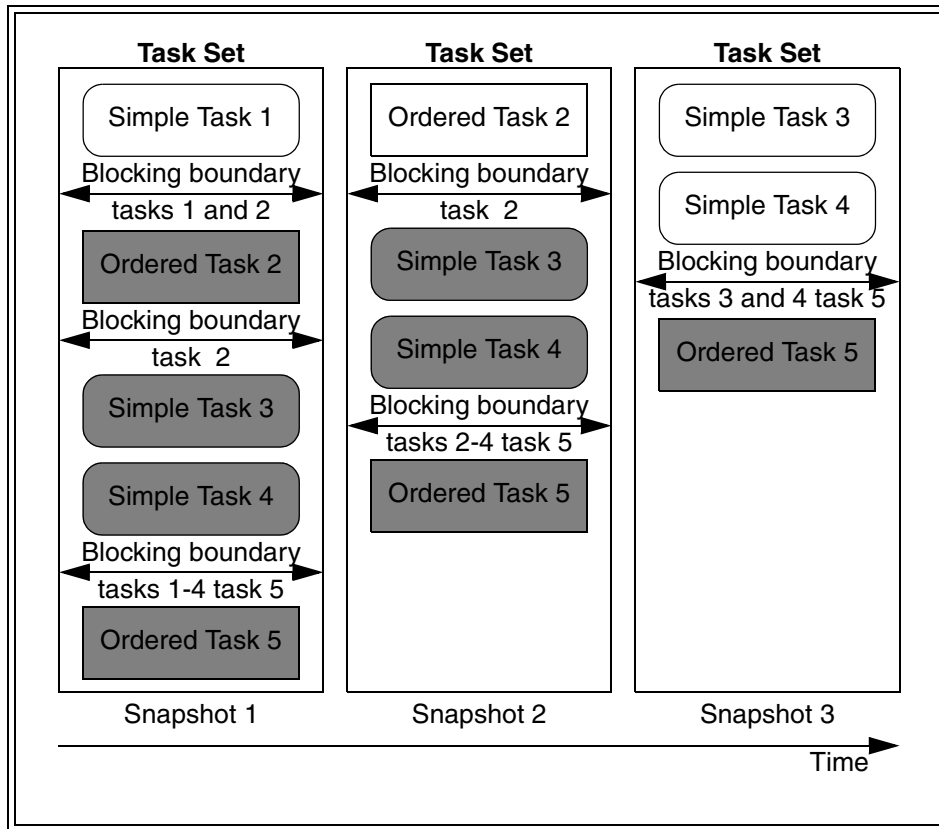 Task Set
Simple Task 1
Blocking boundary
tasks 1 and 2
Ordered Task 2
Blocking boundary
task 2
Simple Task 3
Simple Task 4
Blocking boundary
tasks 1-4 task 5
Ordered Task 5
Snapshot 1
Task Set
Ordered Task 2
Blocking boundary
task 2
Simple Task 3
Simple Task 4
Blocking boundary
tasks 2-4 task 5
Ordered Task 5
Snapshot 2
Task Set
Simple Task 3
Simple Task 4
Blocking boundary
tasks 3 and 4 task 5
Ordered Task 5
Snapshot 3
Time